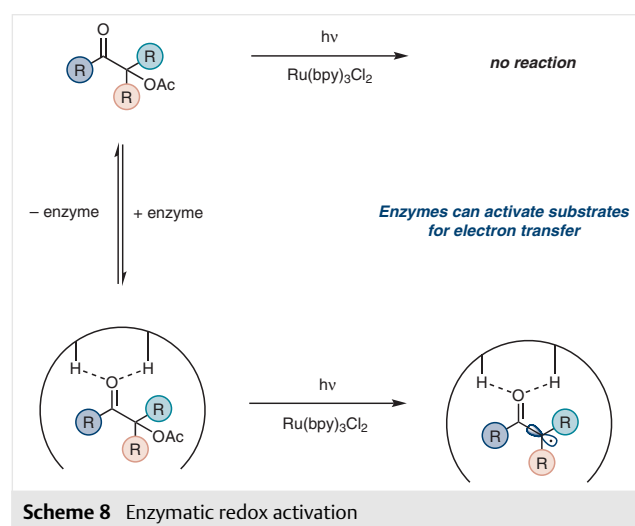 O
R
R
OAc
R
hν
Ru(bpy)3Cl2
no reaction
– enzyme
+ enzyme
Enzymes can activate substrates
for electron transfer
H
H
O
R
R
OAc
R
hν
Ru(bpy)3Cl2
H
H
O
R
R
R
Scheme 8 Enzymatic redox activation